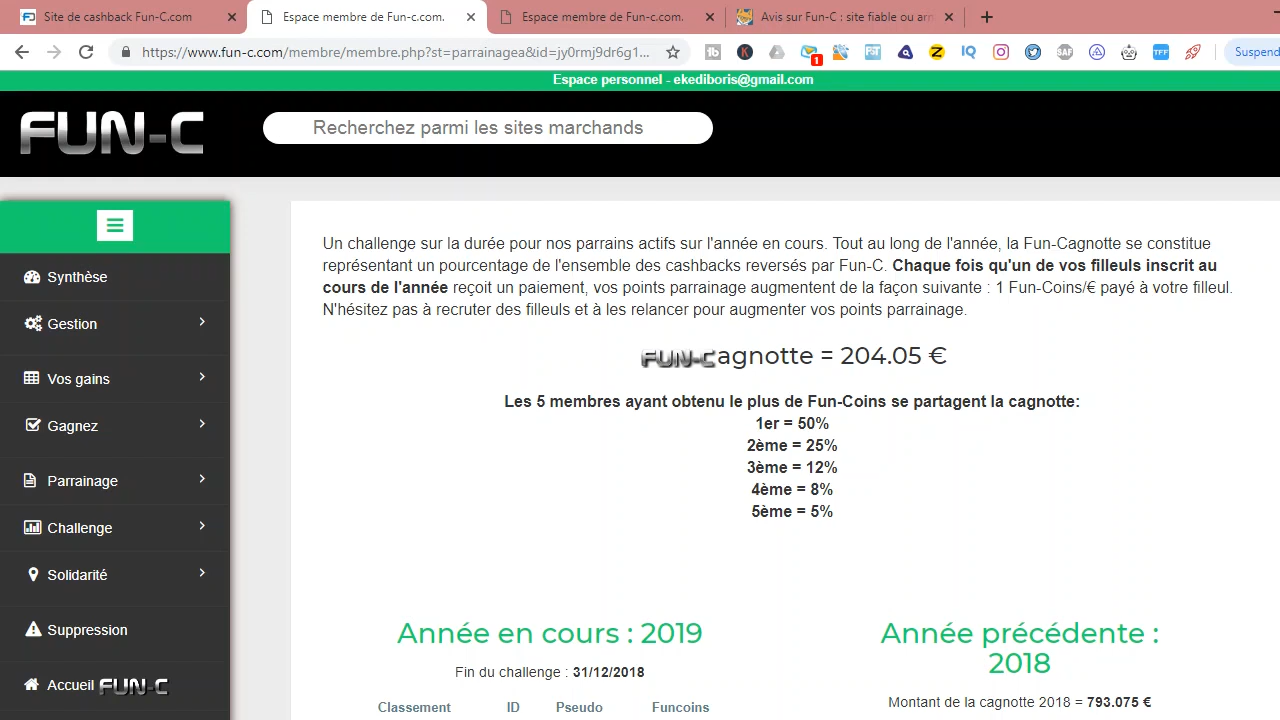 Site de cashback Fun-C.com
Espace membre de Fun-c.com.
Espace membre de Fun-c.com.
Avis sur Fun-C : site fiable ou arn
https://www.fun-c.com/membre/membre.php?st=parrainagea&id=jy0rmj9dr6g1...
1
Suspend
Espace personnel - ekediboris@gmail.com
FUN-C
Recherchez parmi les sites marchands
Synthèse
Gestion
Vos gains
Gagnez
Parrainage
Challenge
Solidarité
Suppression
Accueil FUN-C
Un challenge sur la durée pour nos parrains actifs sur l'année en cours. Tout au long de l'année, la Fun-Cagnotte se constitue
représentant un pourcentage de l'ensemble des cashbacks reversés par Fun-C. Chaque fois qu'un de vos filleuls inscrit au
cours de l'année reçoit un paiement, vos points parrainage augmentent de la façon suivante : 1 Fun-Coins/€ payé à votre filleul.
N'hésitez pas à recruter des filleuls et à les relancer pour augmenter vos points parrainage.
FUN-Cagnotte = 204.05 €
Les 5 membres ayant obtenu le plus de Fun-Coins se partagent la cagnotte:
1er = 50%
2ème = 25%
3ème = 12%
4ème = 8%
5ème = 5%
Année en cours : 2019
Fin du challenge : 31/12/2018
Classement ID Pseudo Funcoins
Année précédente :
2018
Montant de la cagnotte 2018 = 793.075 €